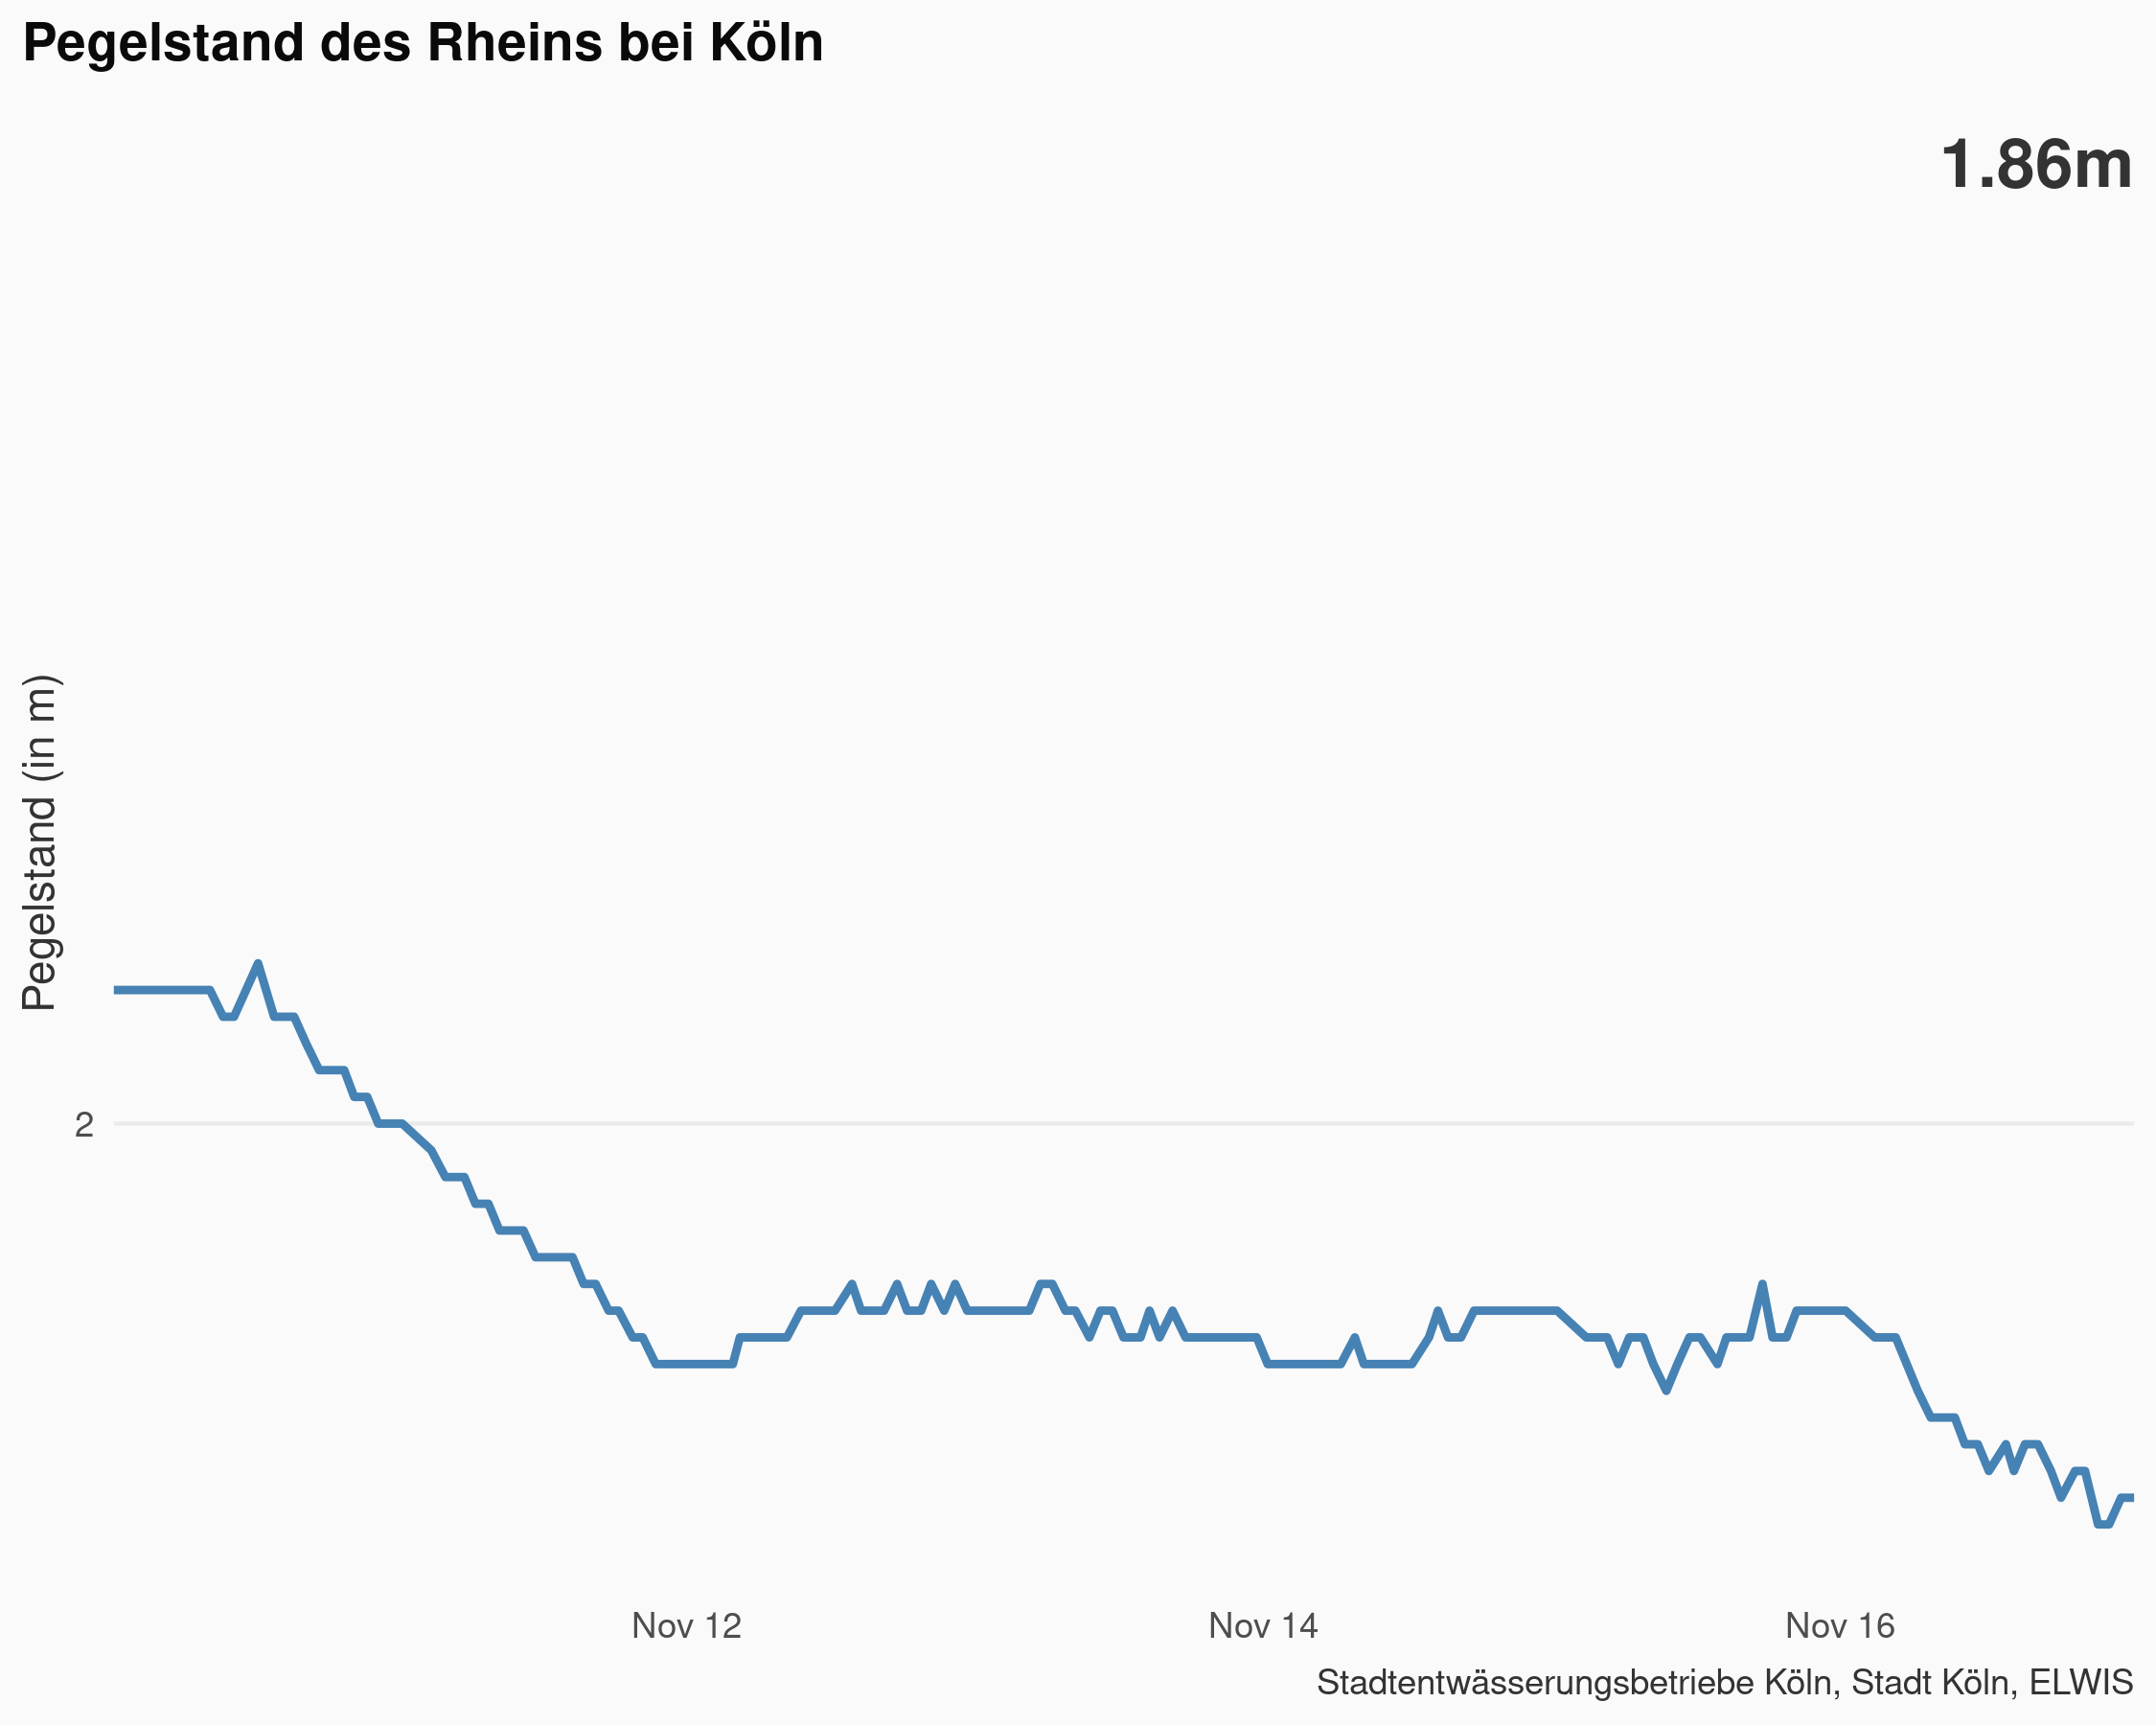 Pegelstand des Rheins bei Köln
1.86m
Pegelstand (in m)
2
Nov 12
Nov 14
Nov 16
Stadtentwässerungsbetriebe Köln, Stadt Köln, ELWIS